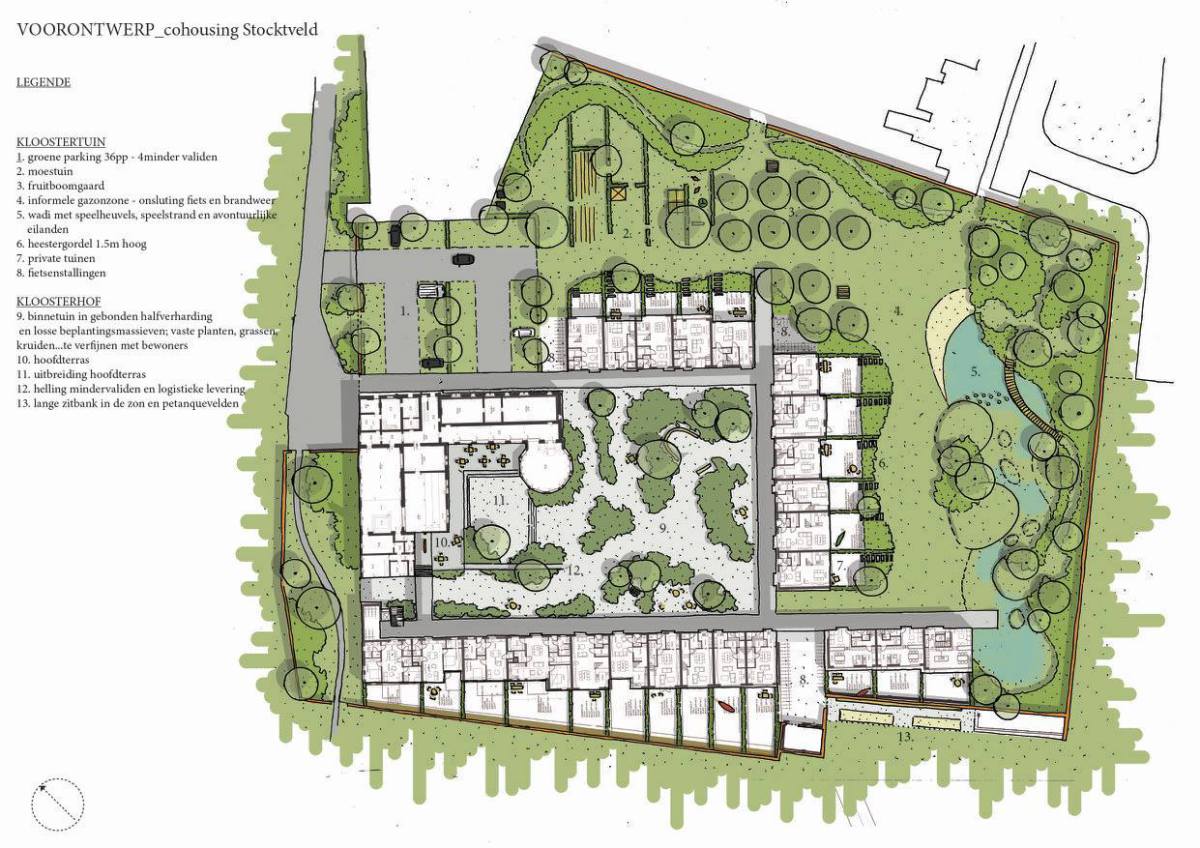 VOORONTWERP_cohousing Stocktveld
LEGENDE
KLOOSTERTUIN
1. groene parking 36pp - 4minder validen
2. moestuin
3. fruitboomgaard
4. informele gazonzone - onsluting fiets en brandweer
5. wadi met speelheuvels, speelstrand en avontuurlijke
eilanden
6. heestergordel 1.5m hoog
7. private tuinen
8. fietsenstallingen
KLOOSTERHOF
9. binnetuin in gebonden halfverharding
en losse beplantingsmassieven; vaste planten, grassen,
kruiden...te verfijnen met bewoners
10. hoofdterras
11. uitbreiding hoofdterras
12. helling mindervaliden en logistieke levering
13. lange zitbank in de zon en petanquevelden
2.
3.
1.
4.
8.
8.
5.
6.
11.
9.
10.
12.
7.
8.
13.